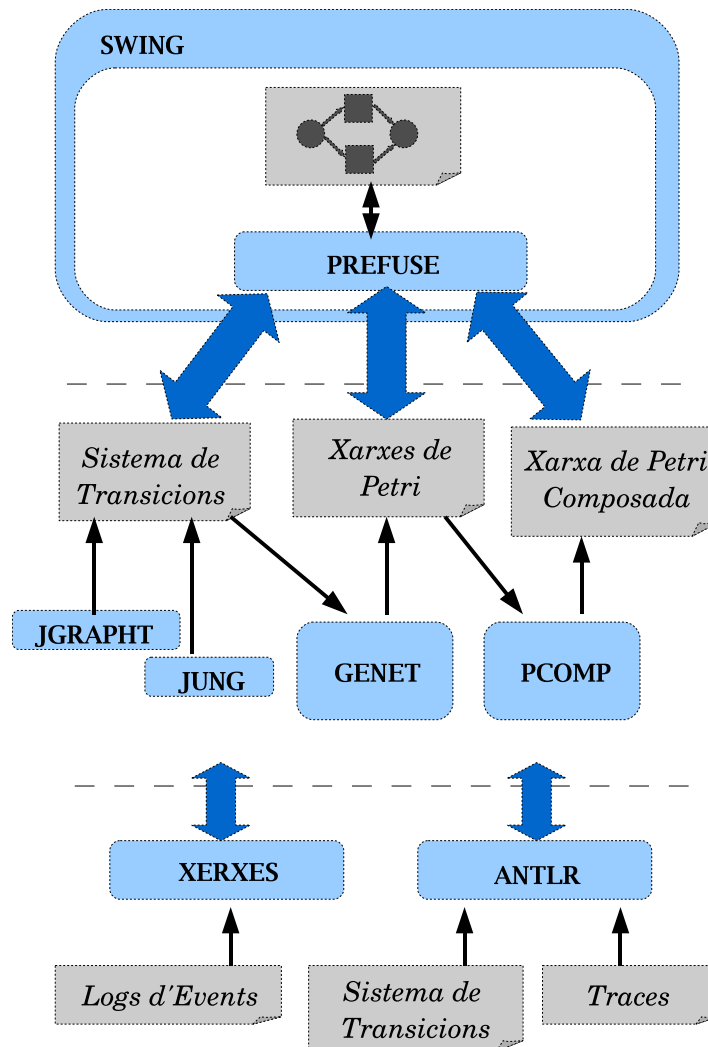 SWING
PREFUSE
Sistema de
Transicions
Xarxes de
Petri
Xarxa de Petri
Composada
JGRAPHT
JUNG
GENET
PCOMP
XERXES
ANTLR
Logs d'Events
Sistema de
Transicions
Traces